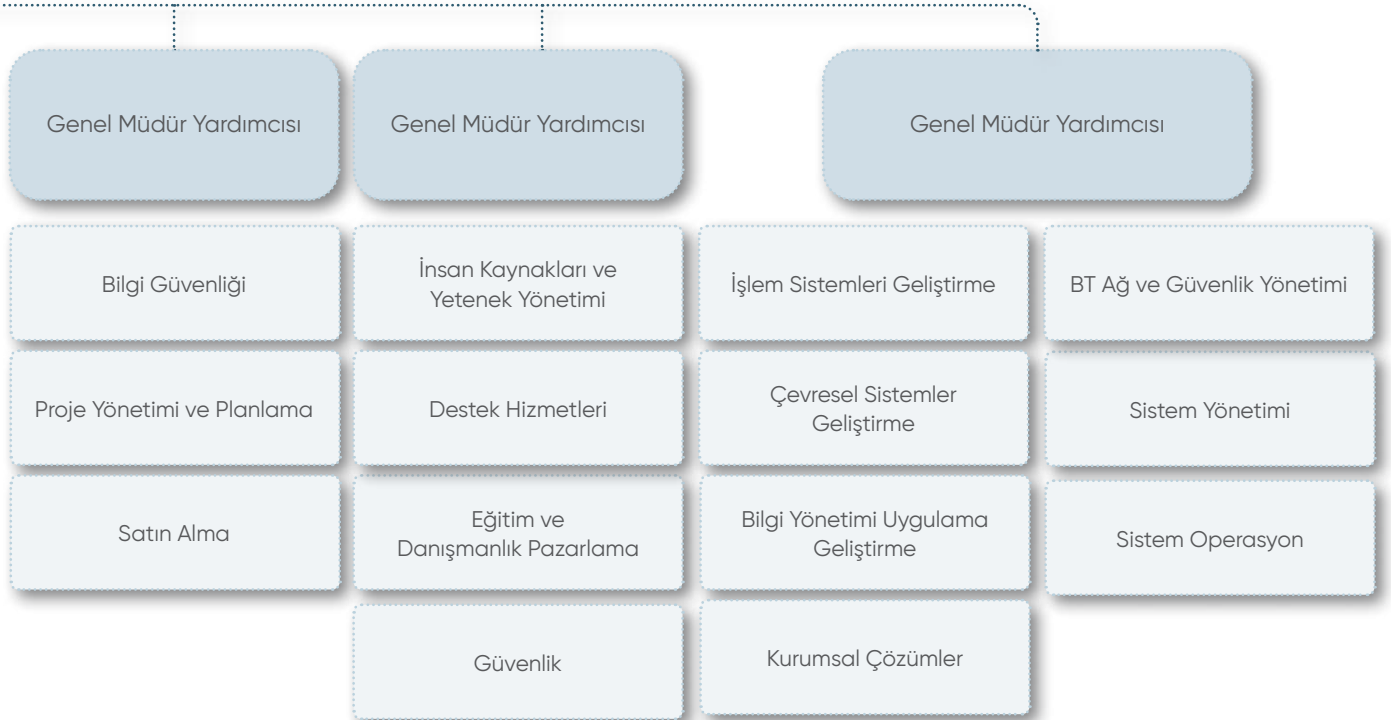 Genel Müdür Yardımcısı
Genel Müdür Yardımcısı
Genel Müdür Yardımcısı
Bilgi Güvenliği
İnsan Kaynakları ve
Yetenek Yönetimi
İşlem Sistemleri Geliştirme
BT Ağ ve Güvenlik Yönetimi
Proje Yönetimi ve Planlama
Destek Hizmetleri
Çevresel Sistemler
Geliştirme
Sistem Yönetimi
Satın Alma
Eğitim ve
Danışmanlık Pazarlama
Bilgi Yönetimi Uygulama
Geliştirme
Sistem Operasyon
Güvenlik
Kurumsal Çözümler